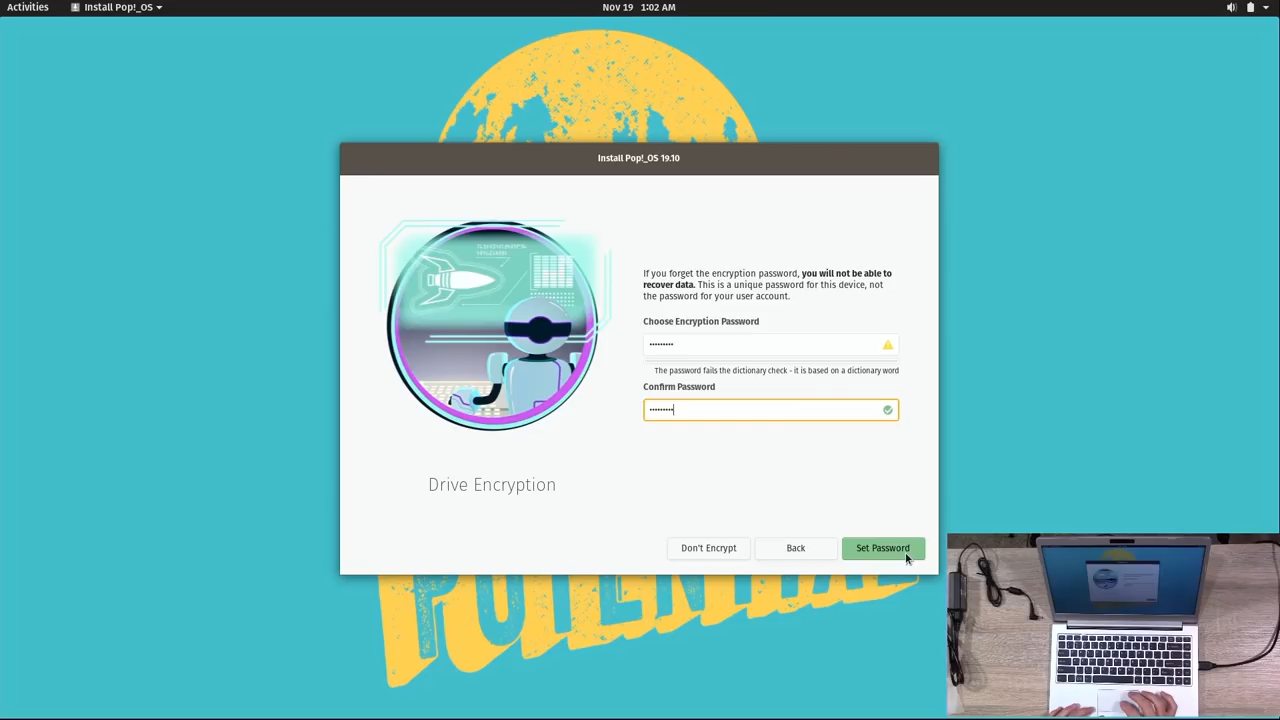 Activities
Install Pop!_OS
Nov 19 1:02 AM
Install Pop!_OS 19.10
If you forget the encryption password, you will not be able to
recover data. This is a unique password for this device, not
the password for your user account.
Choose Encryption Password
•••••••••
The password fails the dictionary check - it is based on a dictionary word
Confirm Password
•••••••••
Drive Encryption
Don't Encrypt
Back
Set Password
POTENTIAL